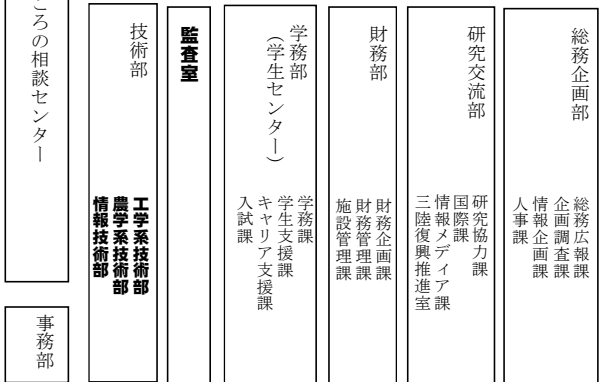 総務企画部
総務広報課
企画調査課
情報企画課
人事課
研究交流部
研究協力課
国際課
情報メディア課
三陸復興推進室
財務部
財務企画課
財務管理課
施設管理課
学務部
（学生センター）
学務課
学生支援課
キャリア支援課
入試課
監査室
技術部
工学系技術部
農学系技術部
情報技術部
ころの相談センター
事務部